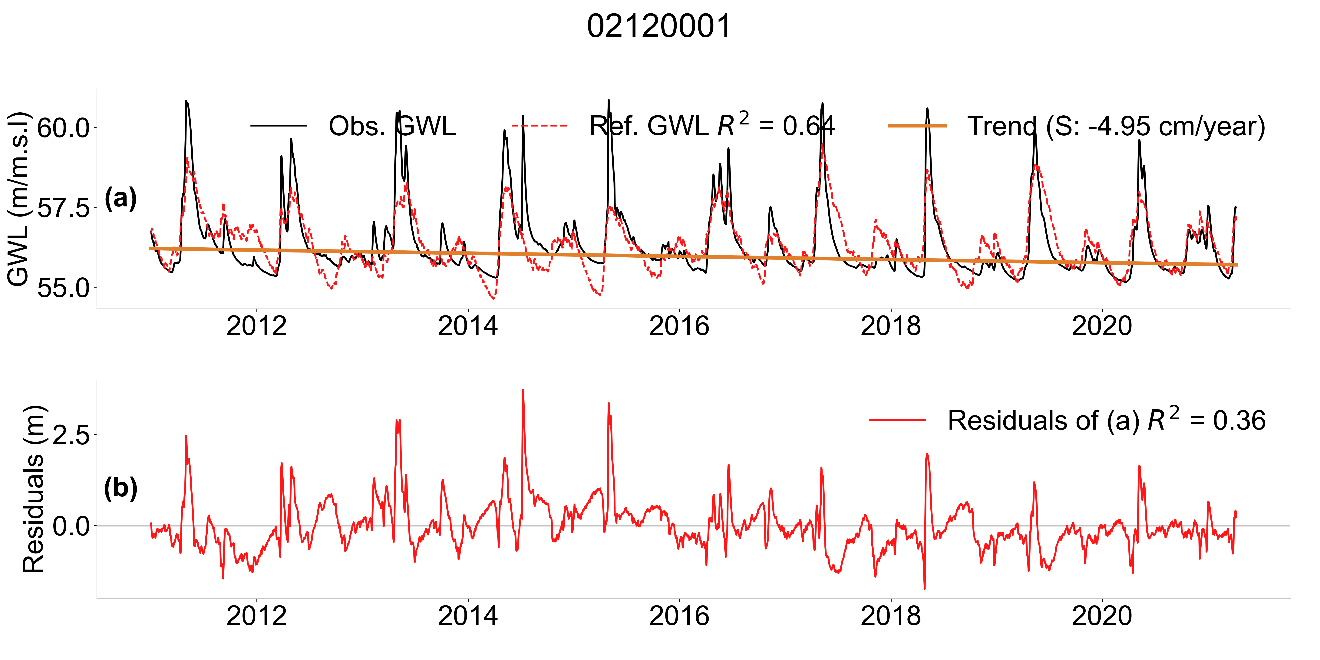 02120001
GWL (m/m.s.l)
60.0
57.5
55.0
(a)
Obs. GWL
Ref. GWL R² = 0.64
Trend (S: -4.95 cm/year)
2012 2014 2016 2018 2020
Residuals (m)
2.5
0.0
(b)
Residuals of (a) R² = 0.36
2012 2014 2016 2018 2020